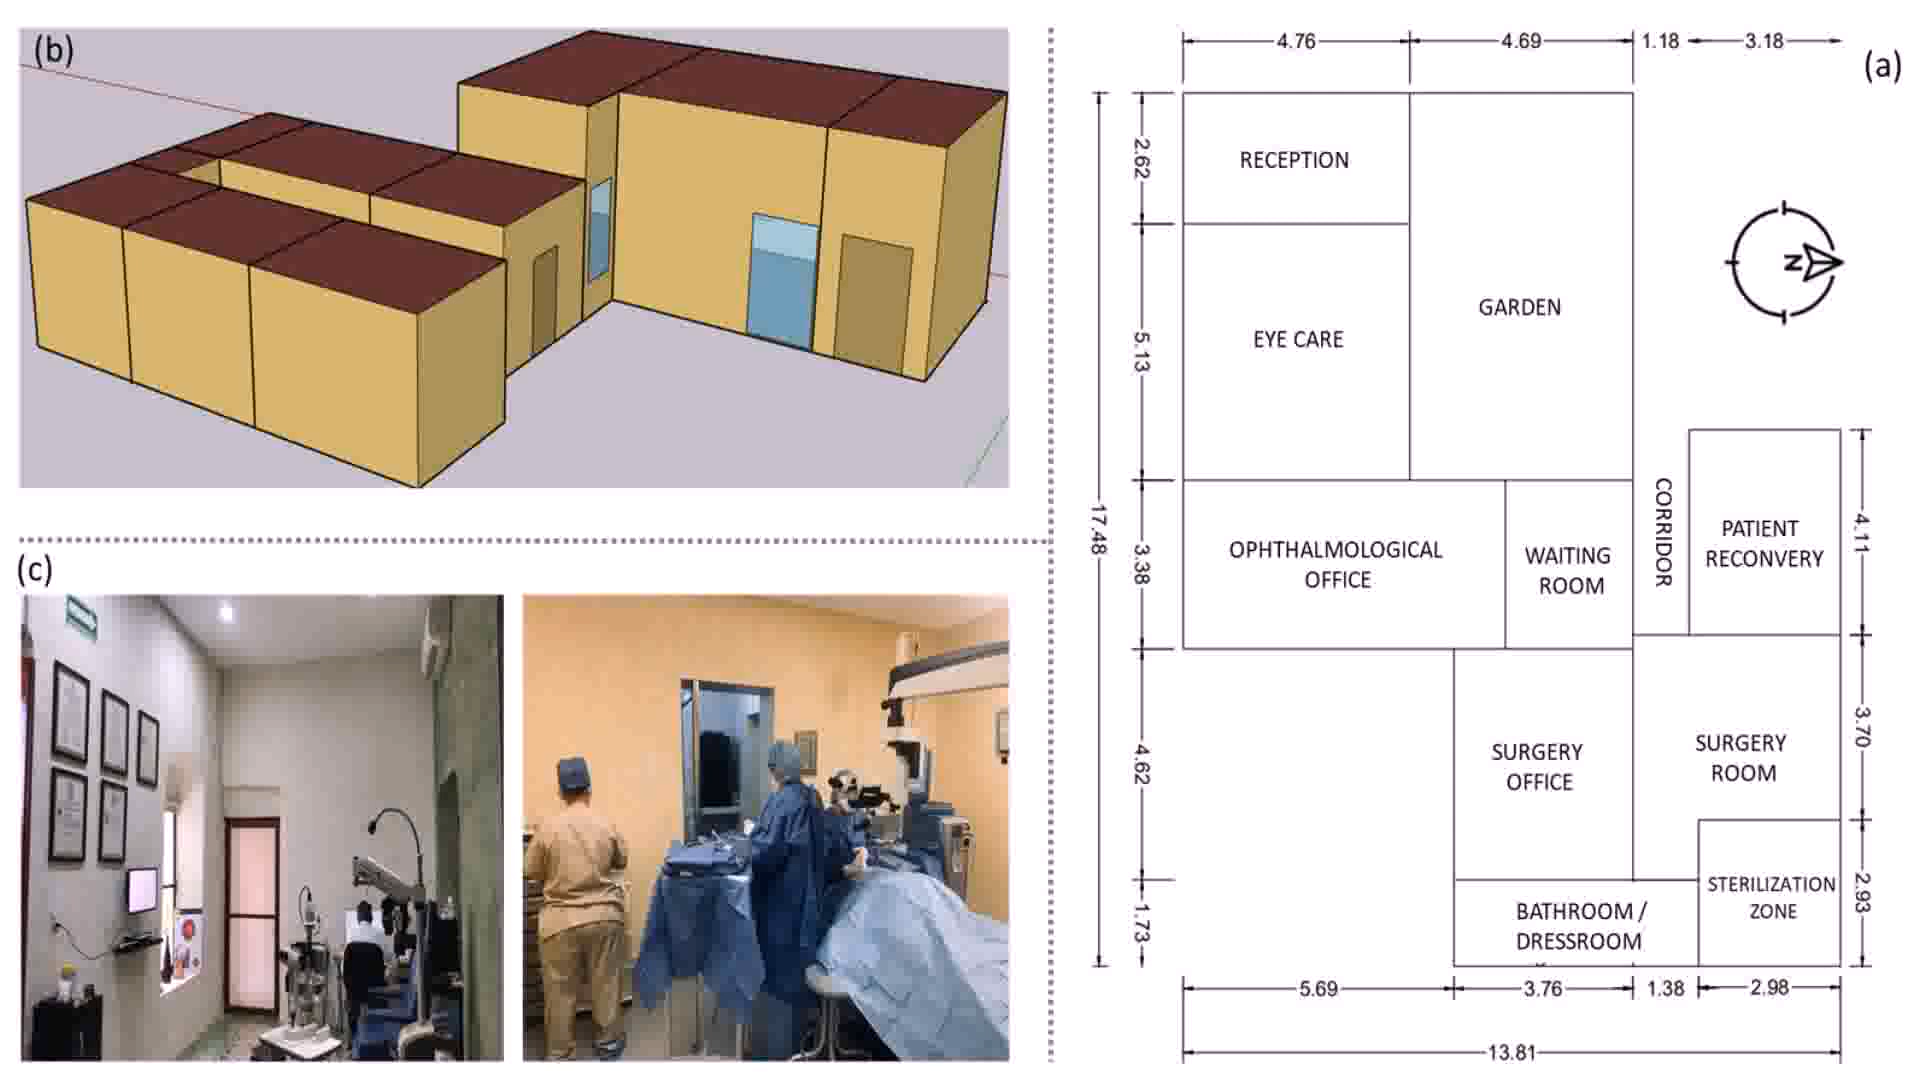 (b)
(c)
(a)
4.76
4.69
1.18
3.18
2.62
5.13
3.38
4.62
1.73
17.48
RECEPTION
EYE CARE
GARDEN
OPHTHALMOLOGICAL
OFFICE
WAITING
ROOM
CORRIDOR
PATIENT
RECONVERY
SURGERY
OFFICE
SURGERY
ROOM
BATHROOM /
DRESSROOM
STERILIZATION
ZONE
N
4.11
3.70
2.93
5.69
3.76
1.38
2.98
13.81